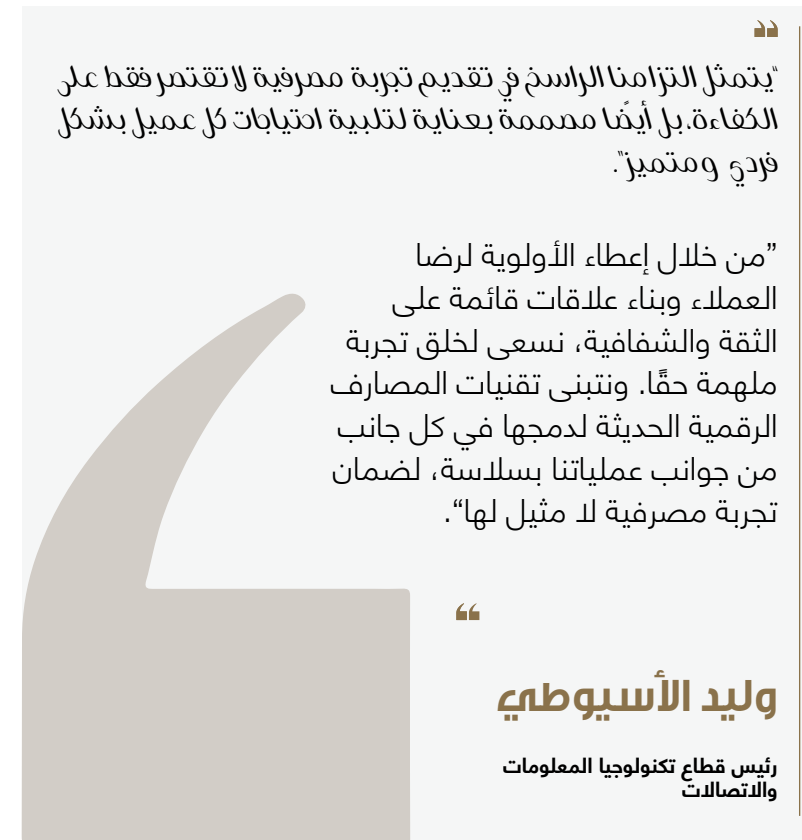 "يتمثل التزامنا الراسخ في تقديم تجربة مصرفية لا تقتصر فقط على
الكفاءة، بل أيضًا مصممة بعناية لتلبية احتياجات كل عميل بشكل
فردي ومتميز".
”من خلال إعطاء الأولوية لرضا
العملاء وبناء علاقات قائمة على
الثقة والشفافية، نسعى لخلق تجربة
ملهمة حقًا. ونتبنى تقنيات المصارف
الرقمية الحديثة لدمجها في كل جانب
من جوانب عملياتنا بسلاسة، لضمان
تجربة مصرفية لا مثيل لها“.
وليد الأسيوطي
رئيس قطاع تكنولوجيا المعلومات
والاتصالات